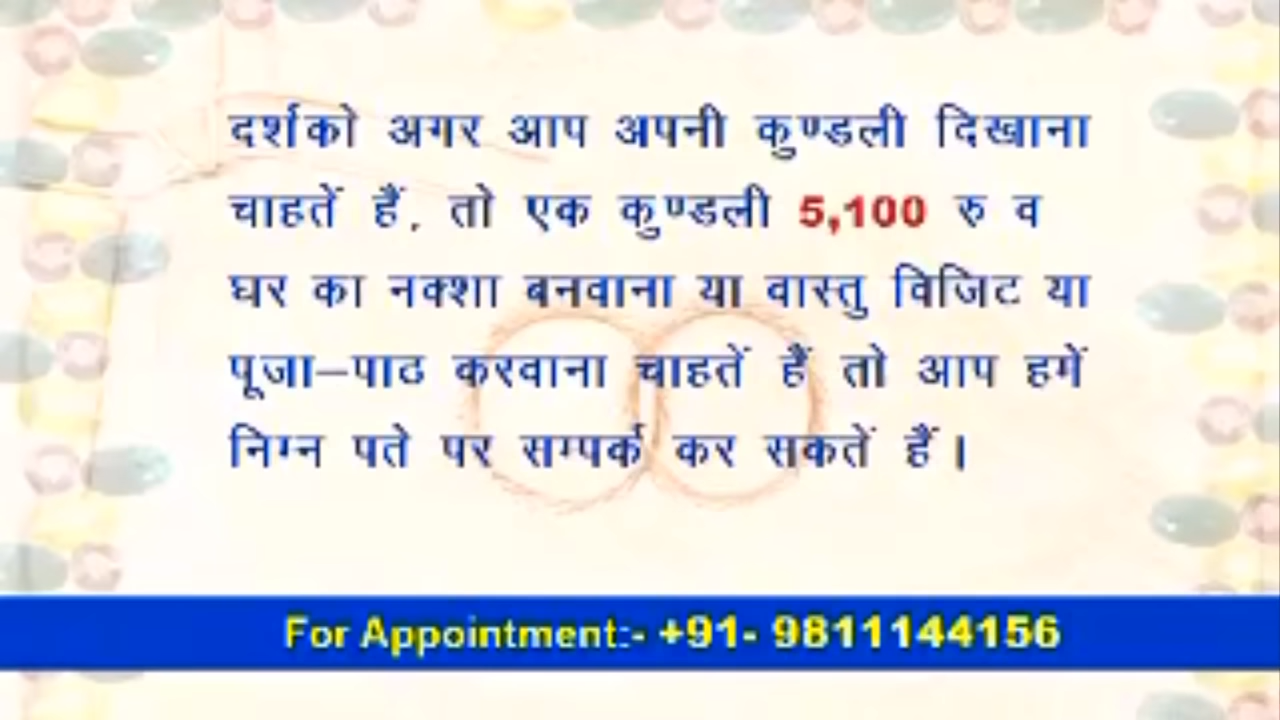 दर्शको अगर आप अपनी कुण्डली दिखाना
चाहतें हैं, तो एक कुण्डली 5,100 रु व
घर का नक्शा बनवाना या वास्तु विजिट या
पूजा–पाठ करवाना चाहतें हैं तो आप हमें
निम्न पते पर सम्पर्क कर सकतें हैं।
For Appointment:- +91- 9811144156